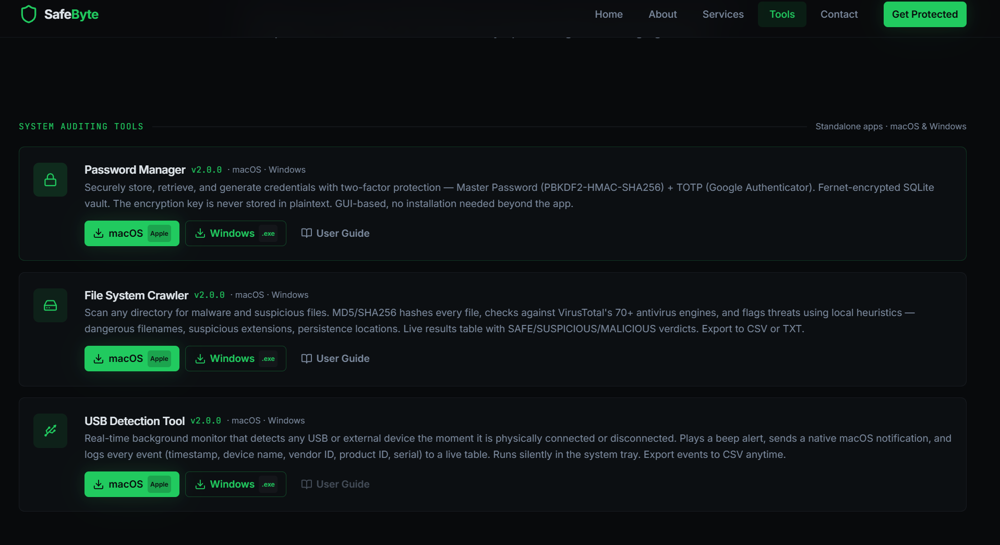 SafeByte
Home About Services Tools Contact Get Protected
SYSTEM AUDITING TOOLS Standalone apps · macOS & Windows
Password Manager v2.0.0 · macOS · Windows
Securely store, retrieve, and generate credentials with two-factor protection — Master Password (PBKDF2-HMAC-SHA256) + TOTP (Google Authenticator). Fernet-encrypted SQLite
vault. The encryption key is never stored in plaintext. GUI-based, no installation needed beyond the app.
macOS Apple Windows .exe User Guide
File System Crawler v2.0.0 · macOS · Windows
Scan any directory for malware and suspicious files. MD5/SHA256 hashes every file, checks against VirusTotal's 70+ antivirus engines, and flags threats using local heuristics —
dangerous filenames, suspicious extensions, persistence locations. Live results table with SAFE/SUSPICIOUS/MALICIOUS verdicts. Export to CSV or TXT.
macOS Apple Windows .exe User Guide
USB Detection Tool v2.0.0 · macOS · Windows
Real-time background monitor that detects any USB or external device the moment it is physically connected or disconnected. Plays a beep alert, sends a native macOS notification, and
logs every event (timestamp, device name, vendor ID, product ID, serial) to a live table. Runs silently in the system tray. Export events to CSV anytime.
macOS Apple Windows .exe User Guide